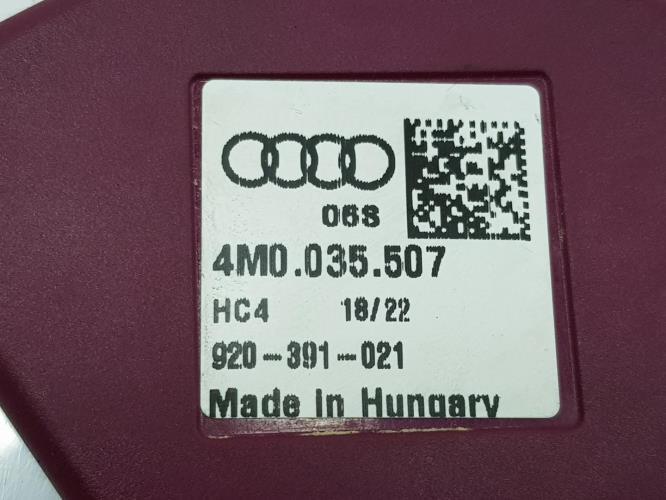 06S
4M0.035.507
HC4 18/22
920-391-021
Made in Hungary